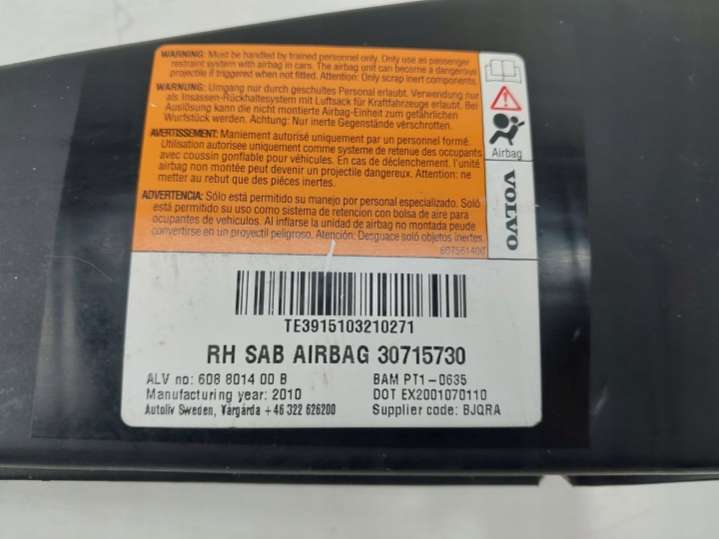 WARNING: Must be handled by trained personnel only. Only use as passenger
restraint system with airbag in cars. The airbag unit can become a dangerous
projectile if triggered when not fitted. Attention: Only scrap inert components.
WARNUNG: Umgang nur durch geschultes Personal erlaubt. Verwendung nur
als Insassen-Rückhaltesystem mit Luftsack für Kraftfahrzeuge erlaubt. Bei
Auslösung kann die nicht montierte Airbag-Einheit zum gefährlichen
Wurfstück werden. Achtung: Nur inerte Gegenstände verschrotten.
AVERTISSEMENT: Maniement autorisé uniquement par un personnel formé.
Utilisation autorisée uniquement comme systeme de retenue des occupants
avec coussin gonflable pour véhicules. En cas de déclenchement. l'unité
airbag non montée peut devenir un projectile dangereux. Attention: ne
metter au rebut que des pièces inertes.
ADVERTENCIA: Sólo está permitido su manejo por personal especializado. Soló
está permitido su uso como sistema de retencion con bolsa de aire para
ocupantes de vehículos. Al inflarse la unidad de airbag no montada peude
convertirse en un proyectil peligroso. Atención: Desguace soló objetos inertes
607561400
Airbag
VOLVO
TE3915103210271
RH SAB AIRBAG 30715730
ALV no: 608 8014 00 B
Manufacturing year: 2010
Autoliv Sweden, Vårgårda +46 322 626200
BAM PT1-0635
DOT EX2001070110
Supplier code: BJQRA